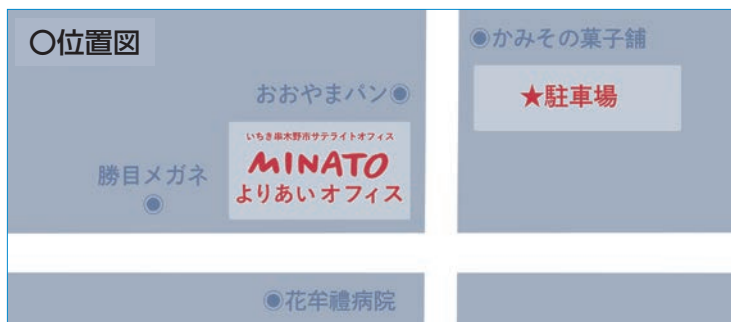 〇位置図
◉かみその菓子舗
おおやまパン◉
★駐車場
いちき串木野市サテライトオフィス
MINATO
よりあいオフィス
勝目メガネ
◉
◉花牟禮病院